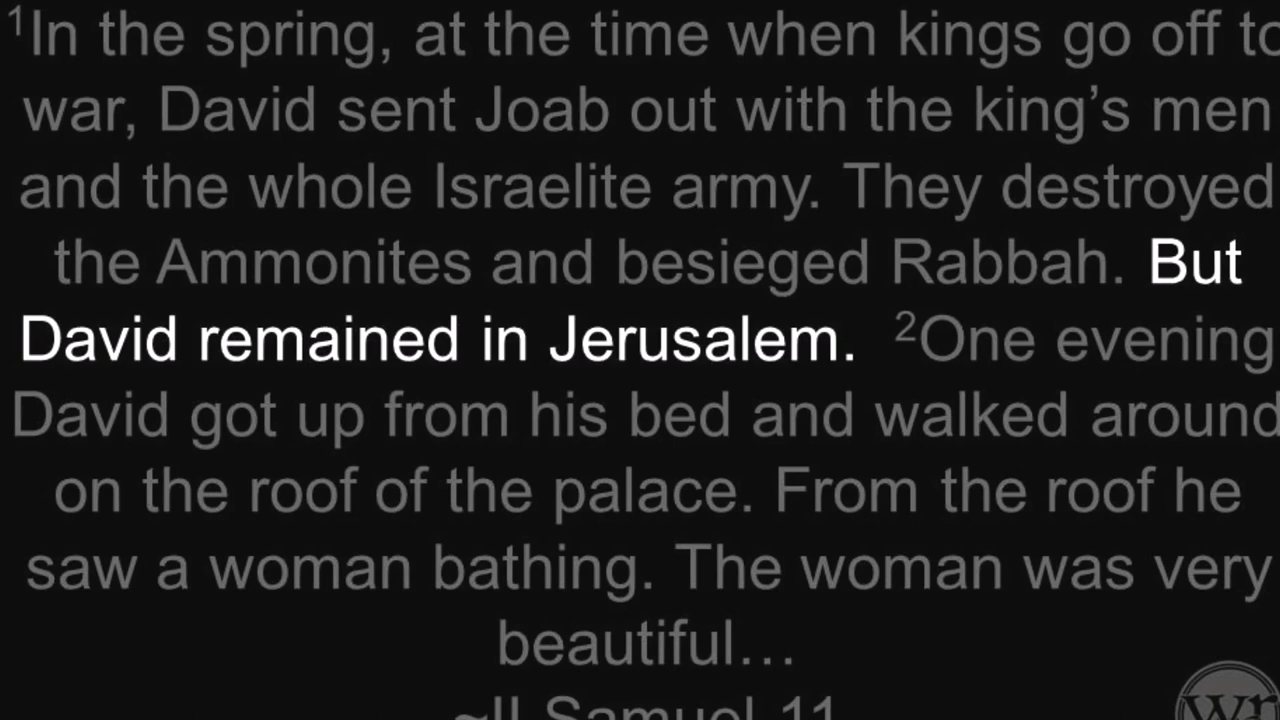 ¹In the spring, at the time when kings go off to
war, David sent Joab out with the king’s men
and the whole Israelite army. They destroyed
the Ammonites and besieged Rabbah. But
David remained in Jerusalem. ²One evening
David got up from his bed and walked around
on the roof of the palace. From the roof he
saw a woman bathing. The woman was very
beautiful…
~II Samuel 11